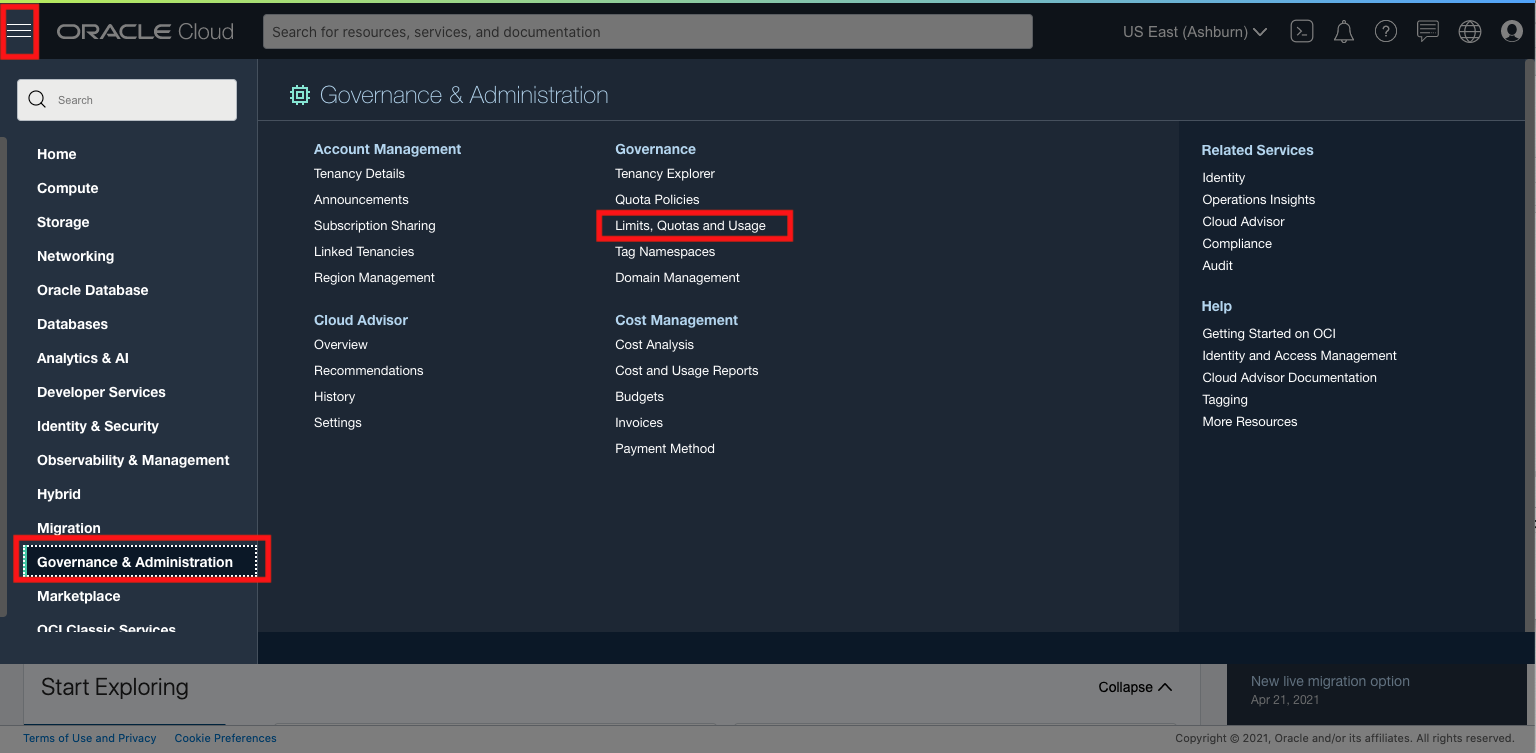 ORACLE Cloud
Search for resources, services, and documentation
US East (Ashburn)
Search
Home
Compute
Storage
Networking
Oracle Database
Databases
Analytics & AI
Developer Services
Identity & Security
Observability & Management
Hybrid
Migration
Governance & Administration
Marketplace
OCI Classic Services
Governance & Administration
Account Management
Tenancy Details
Announcements
Subscription Sharing
Linked Tenancies
Region Management
Cloud Advisor
Overview
Recommendations
History
Settings
Governance
Tenancy Explorer
Quota Policies
Limits, Quotas and Usage
Tag Namespaces
Domain Management
Cost Management
Cost Analysis
Cost and Usage Reports
Budgets
Invoices
Payment Method
Related Services
Identity
Operations Insights
Cloud Advisor
Compliance
Audit
Help
Getting Started on OCI
Identity and Access Management
Cloud Advisor Documentation
Tagging
More Resources
Start Exploring
Collapse
New live migration option
Apr 21, 2021
Terms of Use and Privacy
Cookie Preferences
Copyright © 2021, Oracle and/or its affiliates. All rights reserved.